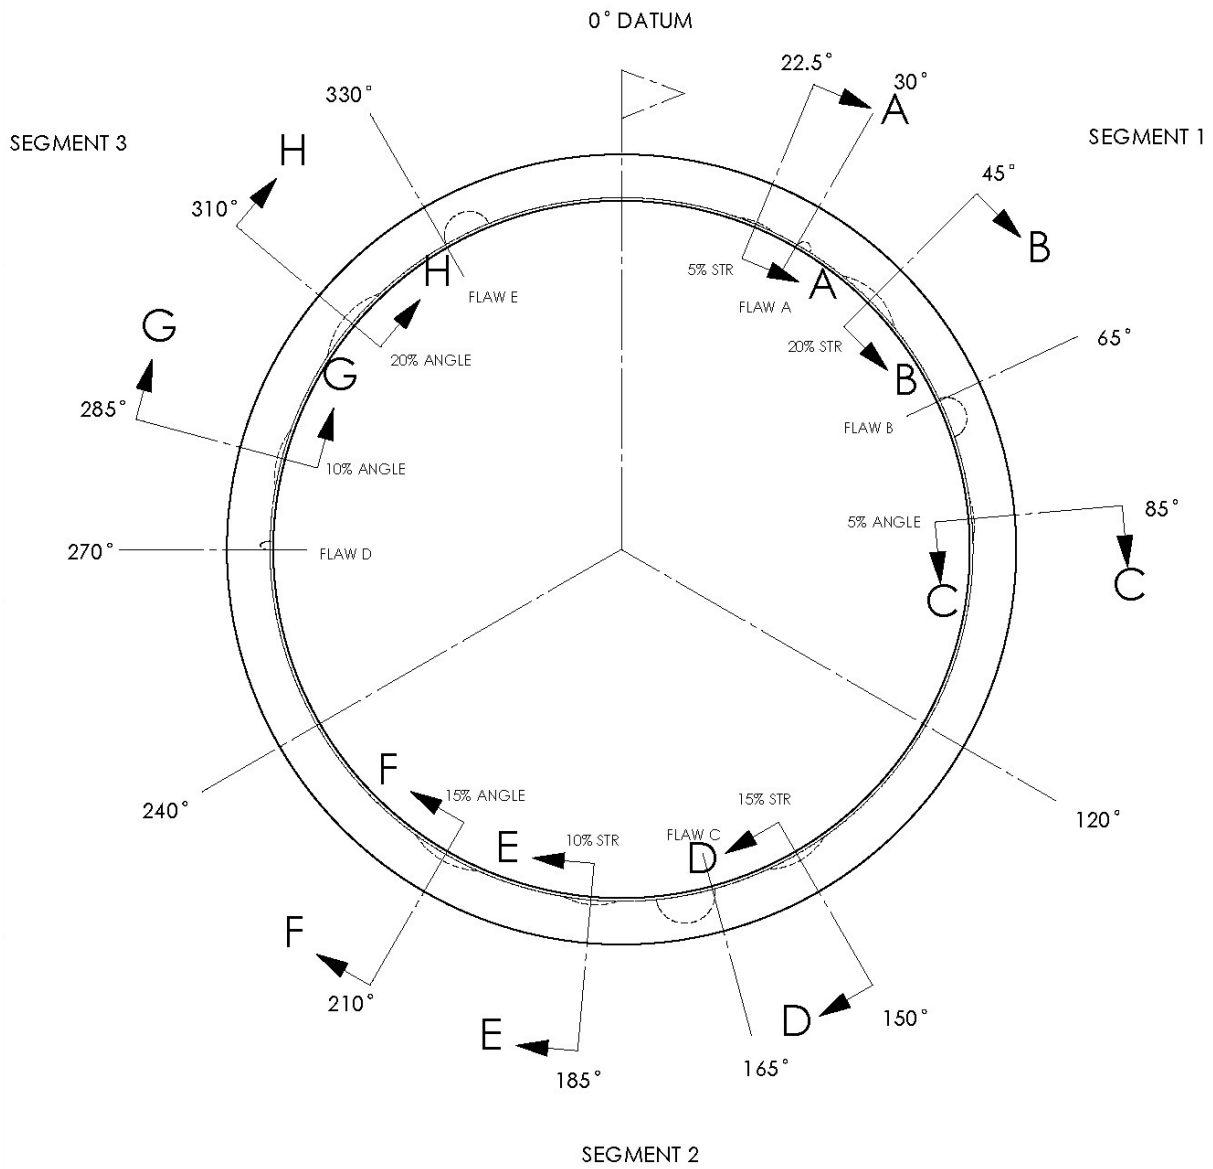 0° DATUM
22.5°
30°
A
330°
SEGMENT 3
SEGMENT 1
H
45°
310°
B
5% STR
H
A
FLAW E
FLAW A
G
65°
20% STR
20% ANGLE
G
B
285°
FLAW B
10% ANGLE
85°
5% ANGLE
270°
FLAW D
C
C
F
15% ANGLE
15% STR
240°
120°
FLAW C
E
10% STR
D
F
210°
150°
D
E
165°
185°
SEGMENT 2